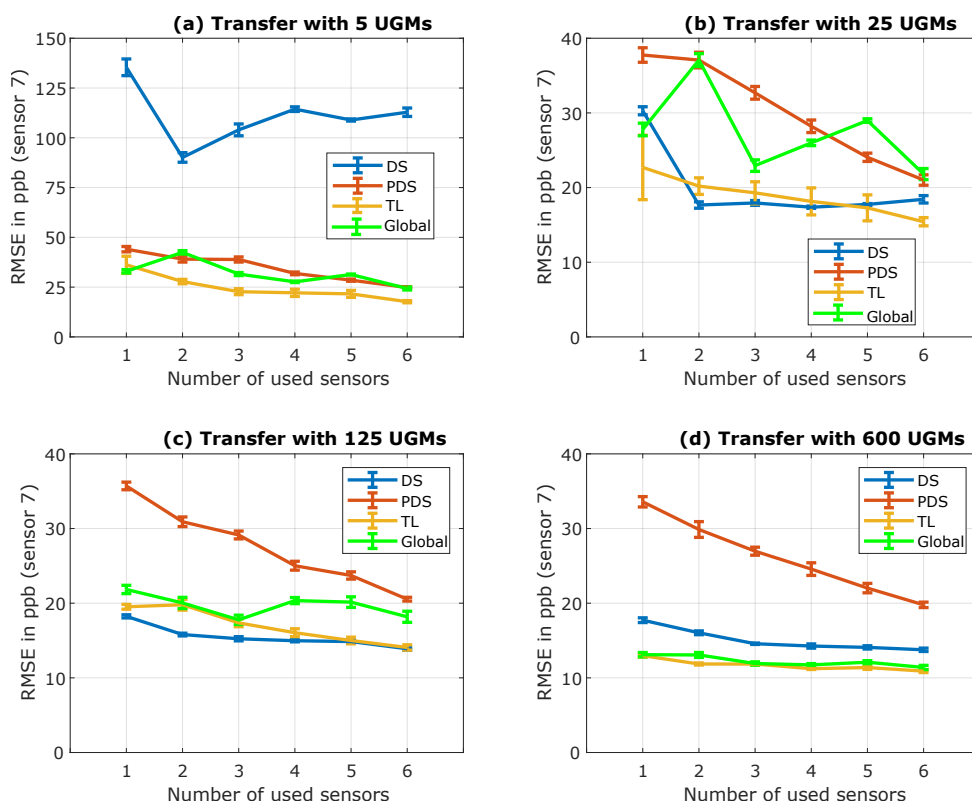 (a) Transfer with 5 UGMs
RMSE in ppb (sensor 7)
150
125
100
75
50
25
0
DS
PDS
TL
Global
1 2 3 4 5 6
Number of used sensors
(b) Transfer with 25 UGMs
RMSE in ppb (sensor 7)
40
30
20
10
0
DS
PDS
TL
Global
1 2 3 4 5 6
Number of used sensors
(c) Transfer with 125 UGMs
RMSE in ppb (sensor 7)
40
30
20
10
0
DS
PDS
TL
Global
1 2 3 4 5 6
Number of used sensors
(d) Transfer with 600 UGMs
RMSE in ppb (sensor 7)
40
30
20
10
0
DS
PDS
TL
Global
1 2 3 4 5 6
Number of used sensors